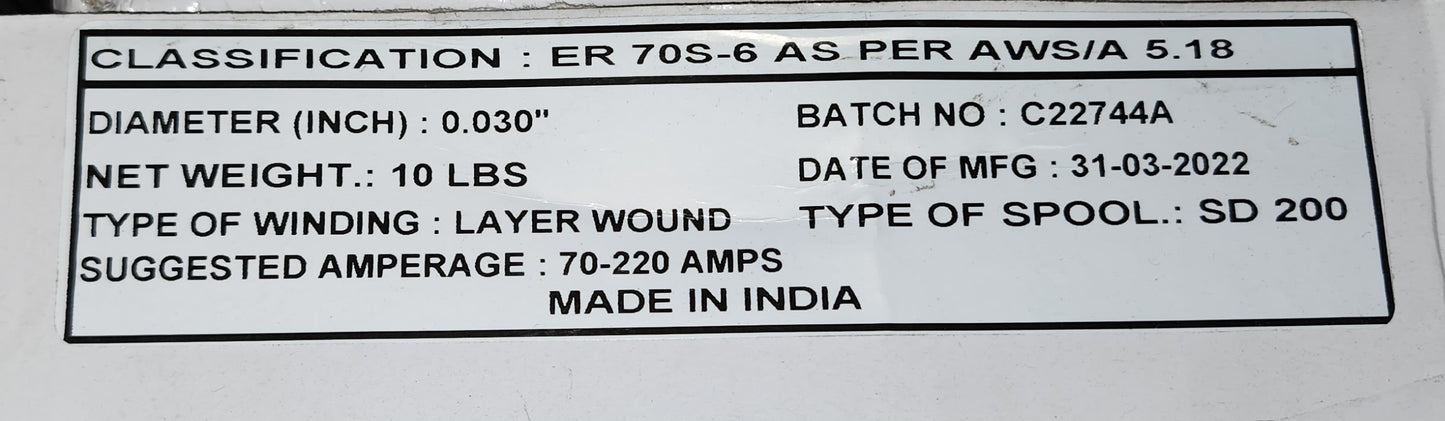 CLASSIFICATION : ER 70S-6 AS PER AWS/A 5.18
DIAMETER (INCH) : 0.030" BATCH NO : C22744A
NET WEIGHT.: 10 LBS DATE OF MFG : 31-03-2022
TYPE OF WINDING : LAYER WOUND TYPE OF SPOOL.: SD 200
SUGGESTED AMPERAGE : 70-220 AMPS
MADE IN INDIA